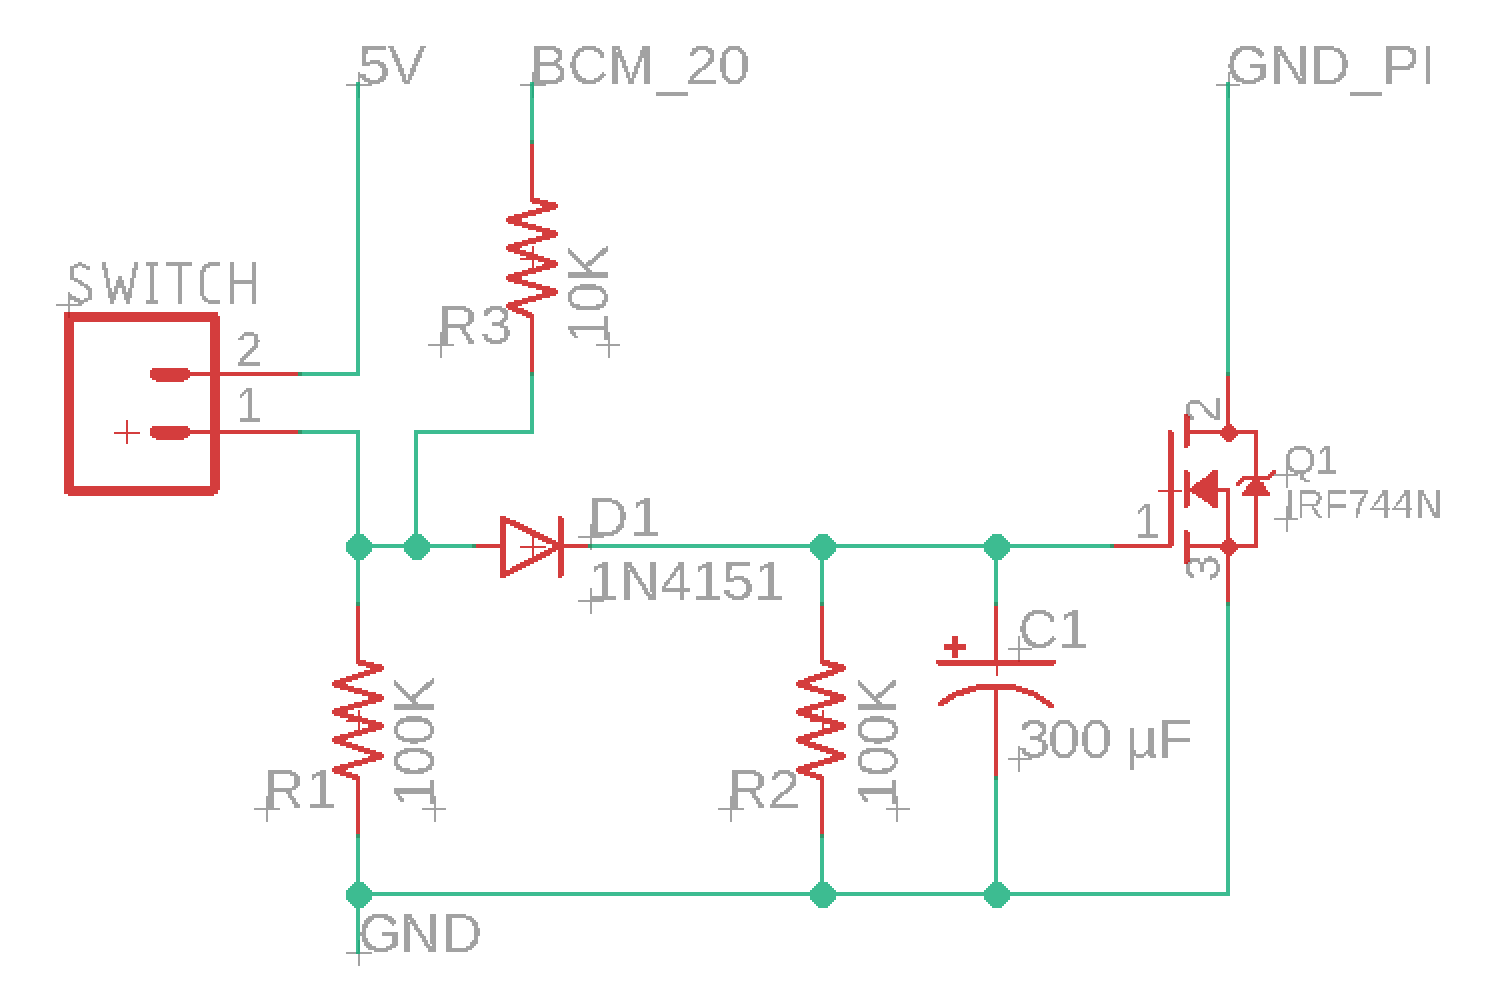 5V
BCM_20
GND_PI
SWITCH
2
1
R3
10K
2
Q1
IRF744N
1
3
D1
1N4151
C1
300 µF
R1
100K
R2
100K
GND